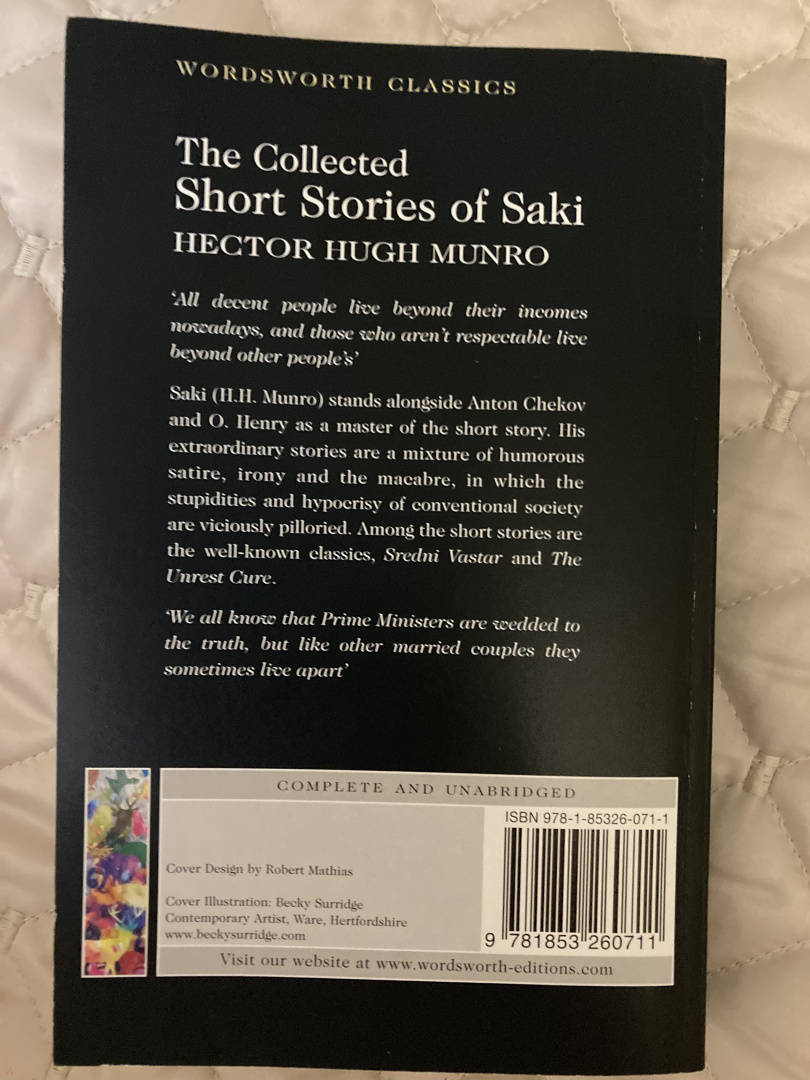 WORDSWORTH CLASSICS
The Collected
Short Stories of Saki
HECTOR HUGH MUNRO
‘All decent people live beyond their incomes
nowadays, and those who aren’t respectable live
beyond other people’s’
Saki (H.H. Munro) stands alongside Anton Chekov
and O. Henry as a master of the short story. His
extraordinary stories are a mixture of humorous
satire, irony and the macabre, in which the
stupidities and hypocrisy of conventional society
are viciously pilloried. Among the short stories are
the well-known classics, Sredni Vastar and The
Unrest Cure.
‘We all know that Prime Ministers are wedded to
the truth, but like other married couples they
sometimes live apart’
COMPLETE AND UNABRIDGED
ISBN 978-1-85326-071-1
Cover Design by Robert Mathias
Cover Illustration: Becky Surridge
Contemporary Artist, Ware, Hertfordshire
www.beckysurridge.com
9 781853 260711
Visit our website at www.wordsworth-editions.com